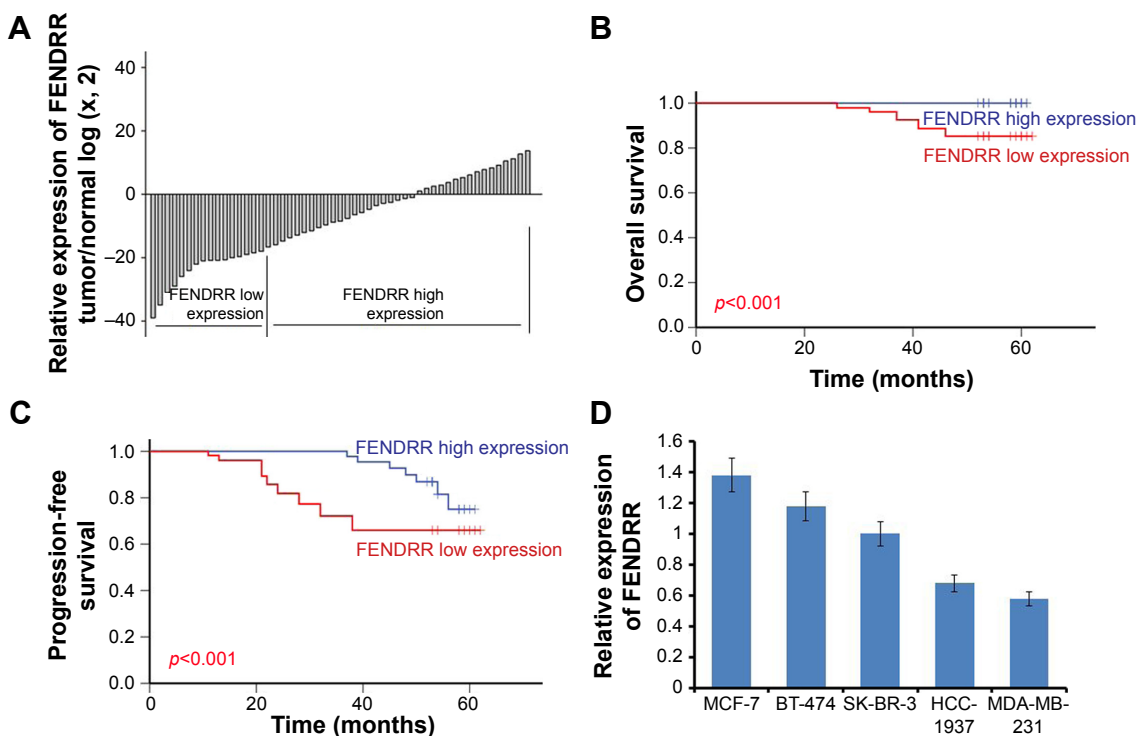 A
Relative expression of FENDRR
tumor/normal log (x, 2)
40
20
0
–20
–40
FENDRR low
expression
FENDRR high
expression
B
Overall survival
1.0
0.8
0.6
0.4
0.2
0.0
FENDRR high expression
FENDRR low expression
p<0.001
0 20 40 60
Time (months)
C
Progression-free
survival
1.0
0.8
0.6
0.4
0.2
0.0
FENDRR high expression
FENDRR low expression
p<0.001
0 20 40 60
Time (months)
D
Relative expression
of FENDRR
1.6
1.4
1.2
1
0.8
0.6
0.4
0.2
0
MCF-7 BT-474 SK-BR-3 HCC- MDA-MB-
1937 231